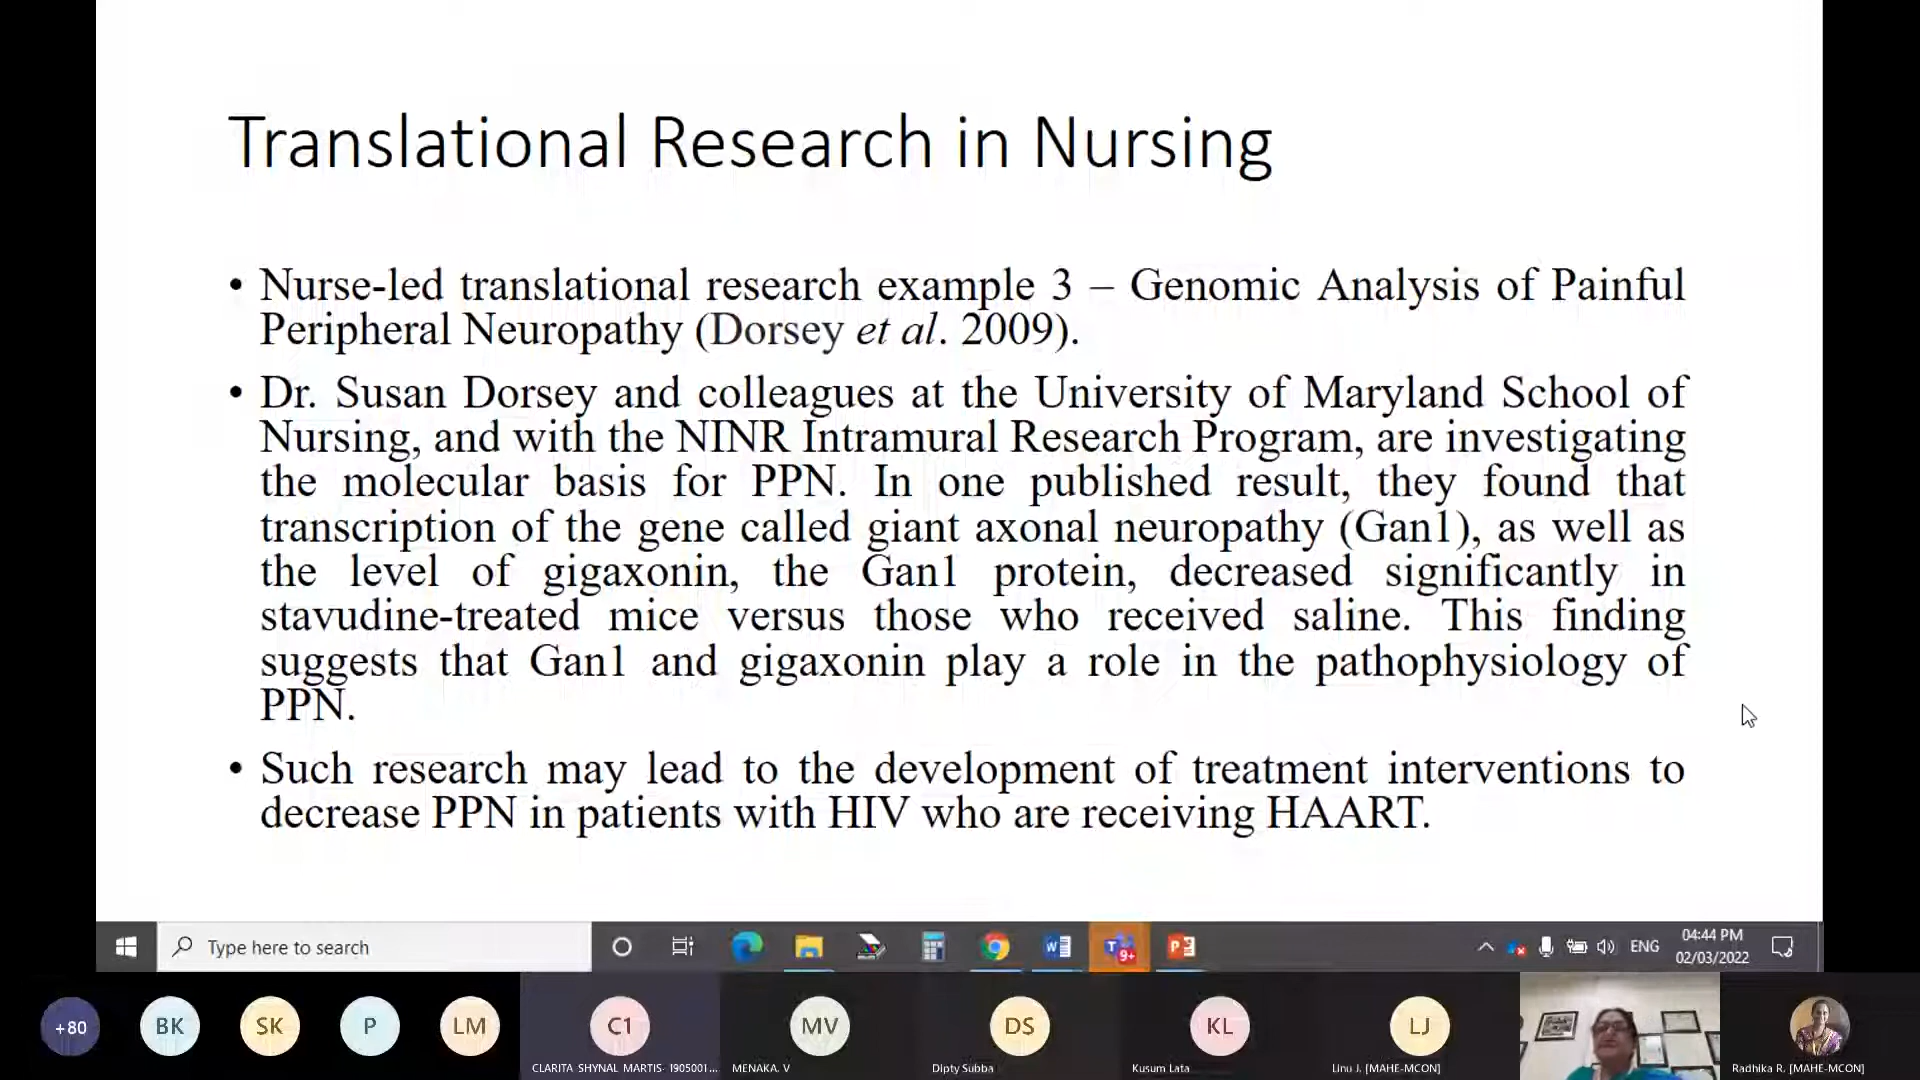 Translational Research in Nursing
• Nurse-led translational research example 3 – Genomic Analysis of Painful
Peripheral Neuropathy (Dorsey et al. 2009).
• Dr. Susan Dorsey and colleagues at the University of Maryland School of
Nursing, and with the NINR Intramural Research Program, are investigating
the molecular basis for PPN. In one published result, they found that
transcription of the gene called giant axonal neuropathy (Gan1), as well as
the level of gigaxonin, the Gan1 protein, decreased significantly in
stavudine-treated mice versus those who received saline. This finding
suggests that Gan1 and gigaxonin play a role in the pathophysiology of
PPN.
• Such research may lead to the development of treatment interventions to
decrease PPN in patients with HIV who are receiving HAART.
Type here to search
9+
ENG
04:44 PM
02/03/2022
+80
BK
SK
P
LM
C1
MV
DS
KL
LJ
CLARITA SHYNAL MARTIS- 1905001...
MENAKA. V
Dipty Subba
Kusum Lata
Linu J. [MAHE-MCON]
Radhika R. [MAHE-MCON]